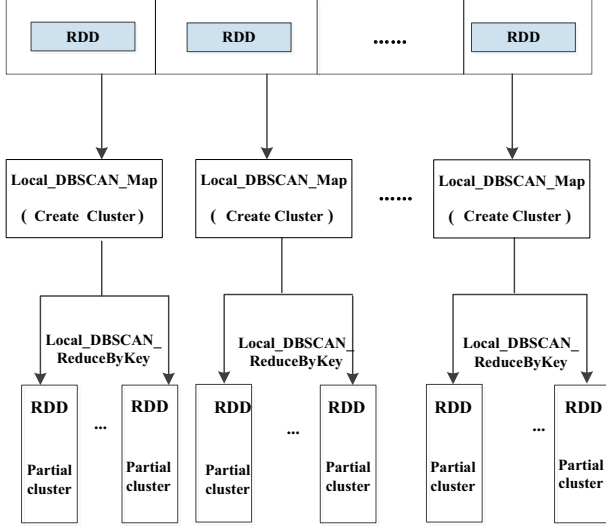 RDD RDD ...... RDD
Local_DBSCAN_Map Local_DBSCAN_Map Local_DBSCAN_Map
......
( Create Cluster ) ( Create Cluster ) ( Create Cluster )
Local_DBSCAN_ Local_DBSCAN_ Local_DBSCAN_
ReduceByKey ReduceByKey ReduceByKey
RDD RDD RDD RDD RDD RDD
... ... ...
Partial Partial Partial Partial Partial Partial
cluster cluster cluster cluster cluster cluster